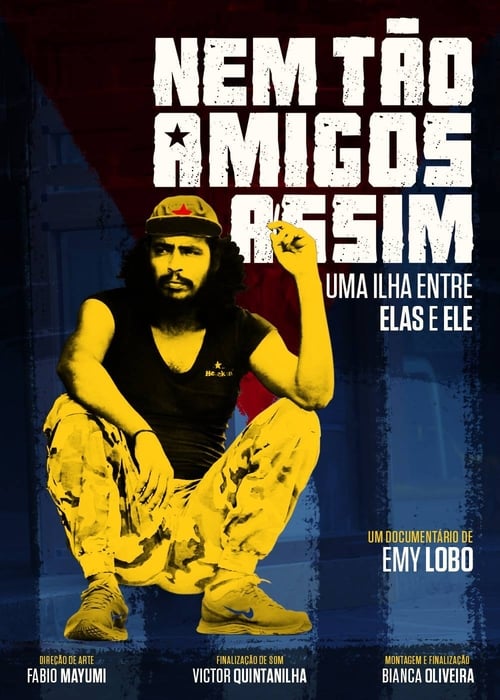 NEM TÃO
AMIGOS
ASSIM
UMA ILHA ENTRE
ELAS E ELE
Heineken
UM DOCUMENTÁRIO DE
EMY LOBO
DIREÇÃO DE ARTE
FABIO MAYUMI
FINALIZAÇÃO DE SOM
VICTOR QUINTANILHA
MONTAGEM E FINALIZAÇÃO
BIANCA OLIVEIRA